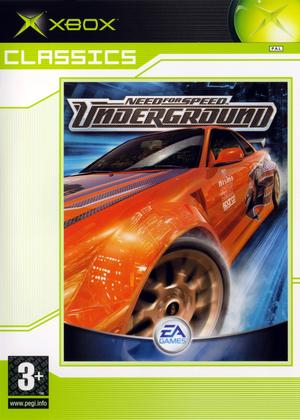 XBOX
PAL
CLASSICS
NEED FOR SPEED
UNDERGROUND
EA
GAMES
3+
www.pegi.info